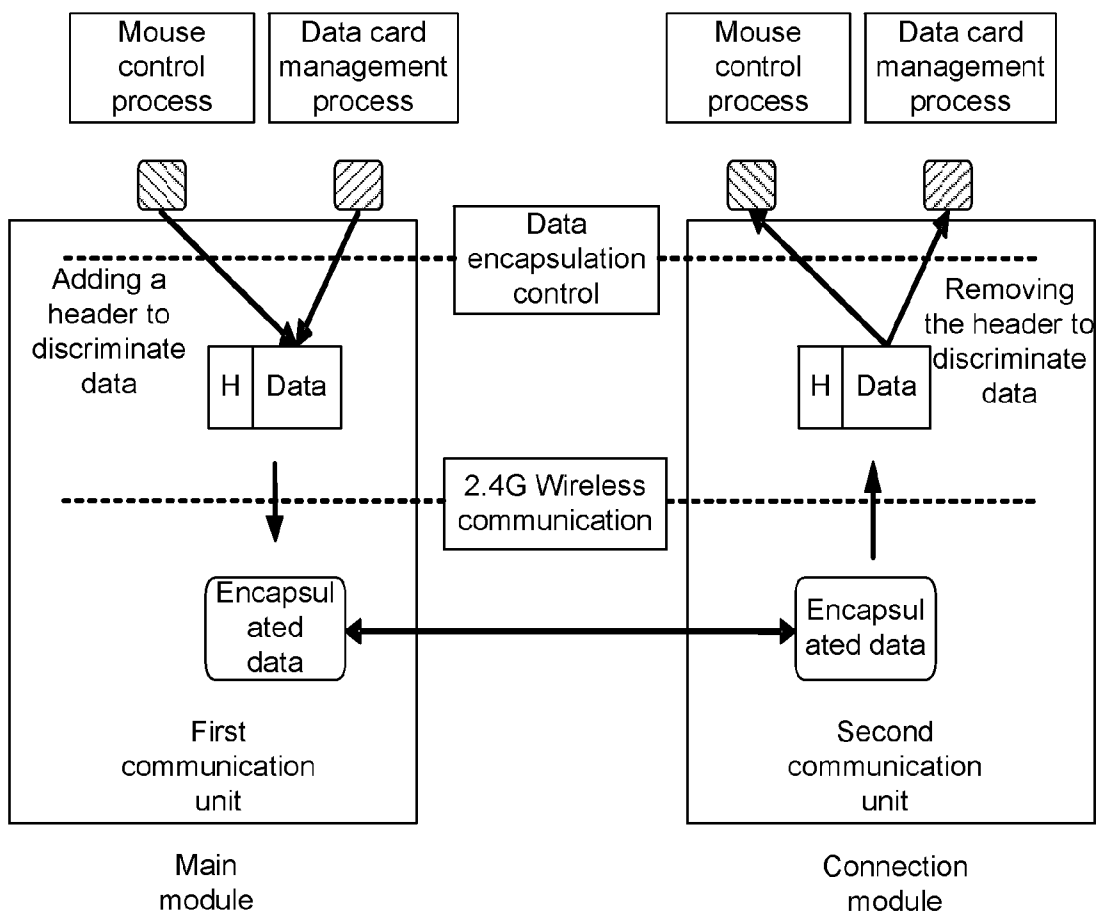 Mouse
control
process
Data card
management
process
Mouse
control
process
Data card
management
process
Data
encapsulation
control
Adding a
header to
discriminate
data
H
Data
Removing
the header to
discriminate
data
H
Data
2.4G Wireless
communication
Encapsul
ated
data
Encapsul
ated data
First
communication
unit
Second
communication
unit
Main
module
Connection
module